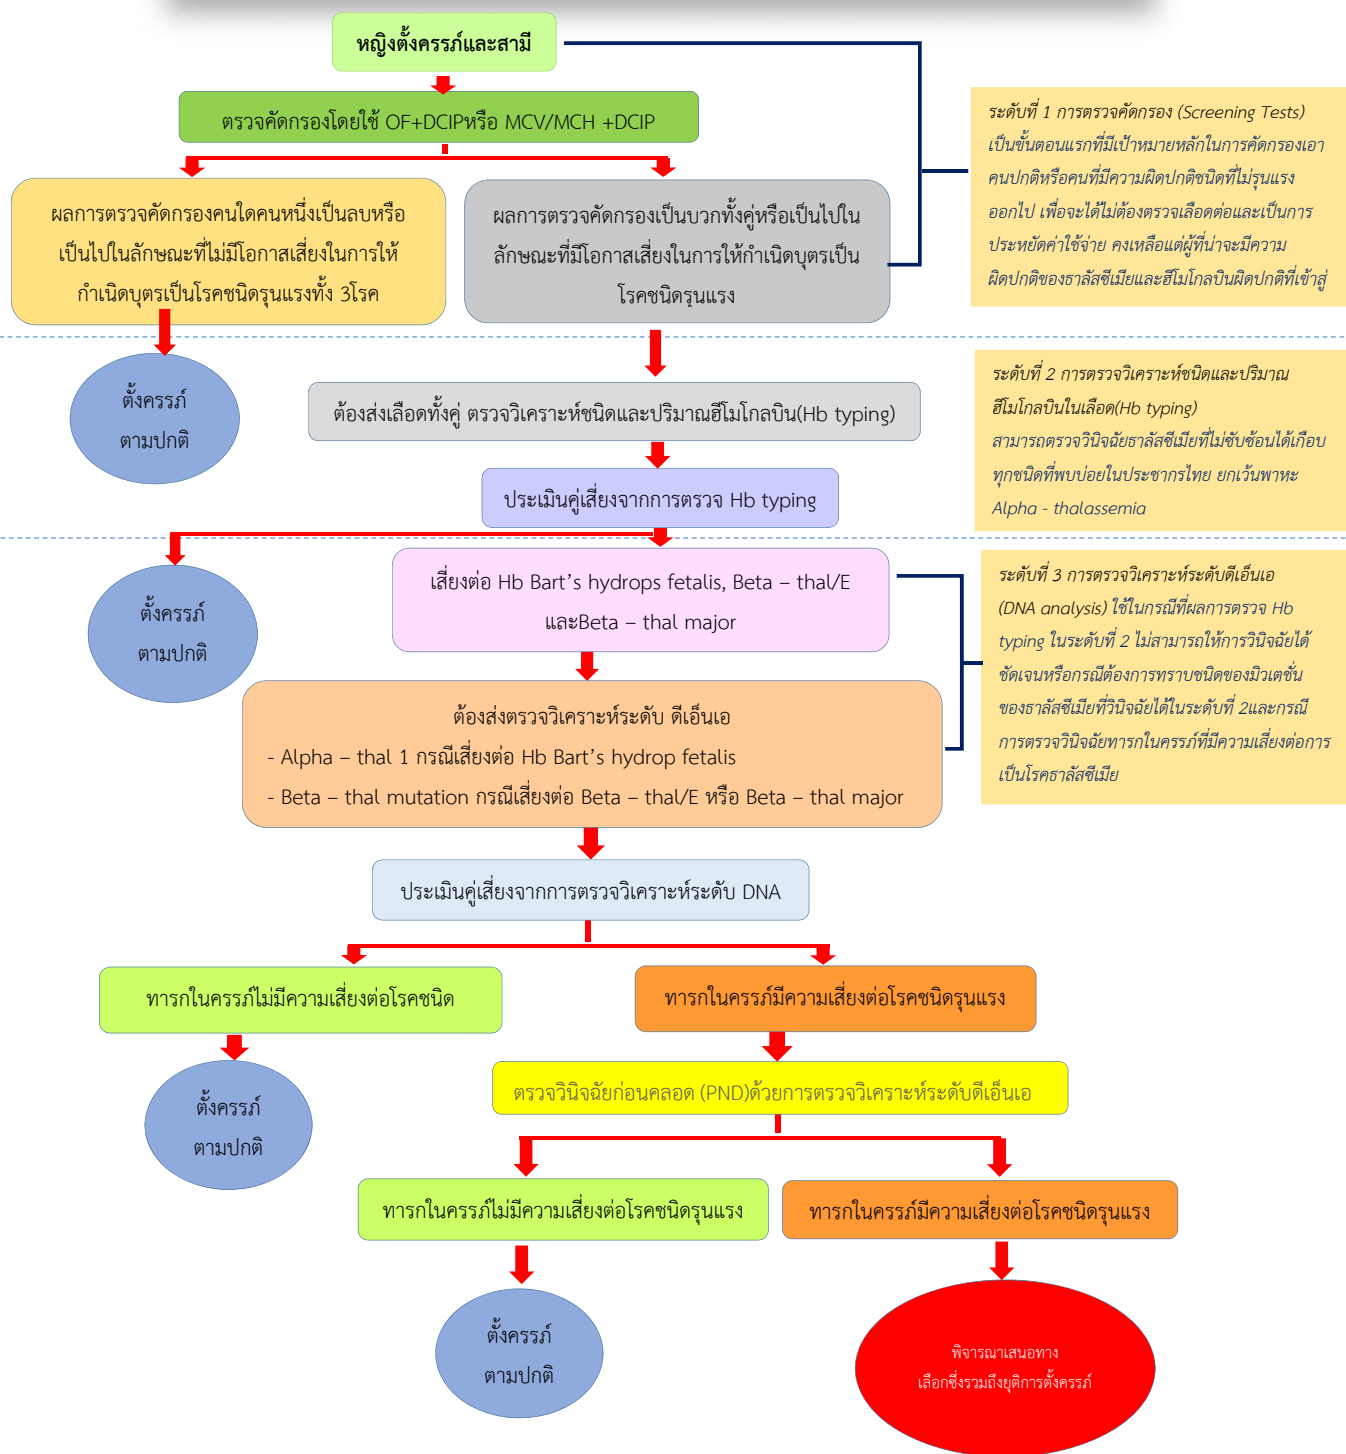 หญิงตั้งครรภ์และสามี
ตรวจคัดกรองโดยใช้ OF+DCIPหรือ MCV/MCH +DCIP
ระดับที่ 1 การตรวจคัดกรอง (Screening Tests)
เป็นขั้นตอนแรกที่มีเป้าหมายหลักในการคัดกรองเอา
คนปกติหรือคนที่มีความผิดปกติชนิดที่ไม่รุนแรง
ออกไป เพื่อจะได้ไม่ต้องตรวจเลือดต่อและเป็นการ
ประหยัดค่าใช้จ่าย คงเหลือแต่ผู้ที่น่าจะมีความ
ผิดปกติของธาลัสซีเมียและฮีโมโกลบินผิดปกติที่เข้าสู่
ผลการตรวจคัดกรองคนใดคนหนึ่งเป็นลบหรือ
เป็นไปในลักษณะที่ไม่มีโอกาสเสี่ยงในการให้
กำเนิดบุตรเป็นโรคชนิดรุนแรงทั้ง 3โรค
ผลการตรวจคัดกรองเป็นบวกทั้งคู่หรือเป็นไปใน
ลักษณะที่มีโอกาสเสี่ยงในการให้กำเนิดบุตรเป็น
โรคชนิดรุนแรง
ตั้งครรภ์
ตามปกติ
ต้องส่งเลือดทั้งคู่ ตรวจวิเคราะห์ชนิดและปริมาณฮีโมโกลบิน(Hb typing)
ระดับที่ 2 การตรวจวิเคราะห์ชนิดและปริมาณ
ฮีโมโกลบินในเลือด(Hb typing)
สามารถตรวจวินิจฉัยธาลัสซีเมียที่ไม่ซับซ้อนได้เกือบ
ทุกชนิดที่พบบ่อยในประชากรไทย ยกเว้นพาหะ
Alpha - thalassemia
ประเมินคู่เสี่ยงจากการตรวจ Hb typing
ตั้งครรภ์
ตามปกติ
เสี่ยงต่อ Hb Bart’s hydrops fetalis, Beta – thal/E
และBeta – thal major
ระดับที่ 3 การตรวจวิเคราะห์ระดับดีเอ็นเอ
(DNA analysis) ใช้ในกรณีที่ผลการตรวจ Hb
typing ในระดับที่ 2 ไม่สามารถให้การวินิจฉัยได้
ชัดเจนหรือกรณีต้องการทราบชนิดของมิวเตชั่น
ของธาลัสซีเมียที่วินิจฉัยได้ในระดับที่ 2และกรณี
การตรวจวินิจฉัยทารกในครรภ์ที่มีความเสี่ยงต่อการ
เป็นโรคธาลัสซีเมีย
ต้องส่งตรวจวิเคราะห์ระดับ ดีเอ็นเอ
- Alpha – thal 1 กรณีเสี่ยงต่อ Hb Bart’s hydrop fetalis
- Beta – thal mutation กรณีเสี่ยงต่อ Beta – thal/E หรือ Beta – thal major
ประเมินคู่เสี่ยงจากการตรวจวิเคราะห์ระดับ DNA
ทารกในครรภ์ไม่มีความเสี่ยงต่อโรคชนิด
ทารกในครรภ์มีความเสี่ยงต่อโรคชนิดรุนแรง
ตั้งครรภ์
ตามปกติ
ตรวจวินิจฉัยก่อนคลอด (PND)ด้วยการตรวจวิเคราะห์ระดับดีเอ็นเอ
ทารกในครรภ์ไม่มีความเสี่ยงต่อโรคชนิดรุนแรง
ทารกในครรภ์มีความเสี่ยงต่อโรคชนิดรุนแรง
ตั้งครรภ์
ตามปกติ
พิจารณาเสนอทาง
เลือกซึ่งรวมถึงยุติการตั้งครรภ์